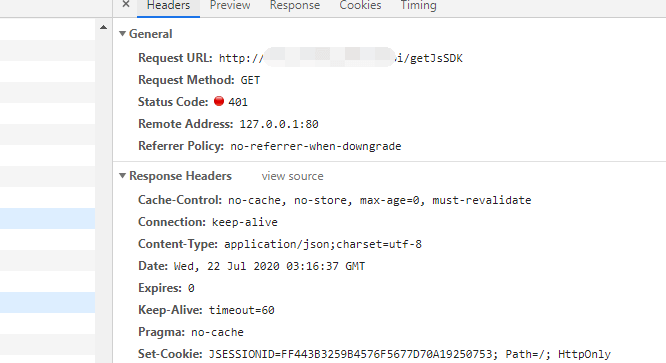 × Headers Preview Response Cookies Timing
▼ General
Request URL: http:// i/getJsSDK
Request Method: GET
Status Code: 401
Remote Address: 127.0.0.1:80
Referrer Policy: no-referrer-when-downgrade
▼ Response Headers view source
Cache-Control: no-cache, no-store, max-age=0, must-revalidate
Connection: keep-alive
Content-Type: application/json;charset=utf-8
Date: Wed, 22 Jul 2020 03:16:37 GMT
Expires: 0
Keep-Alive: timeout=60
Pragma: no-cache
Set-Cookie: JSESSIONID=FF443B3259B4576F5677D70A19250753; Path=/; HttpOnly